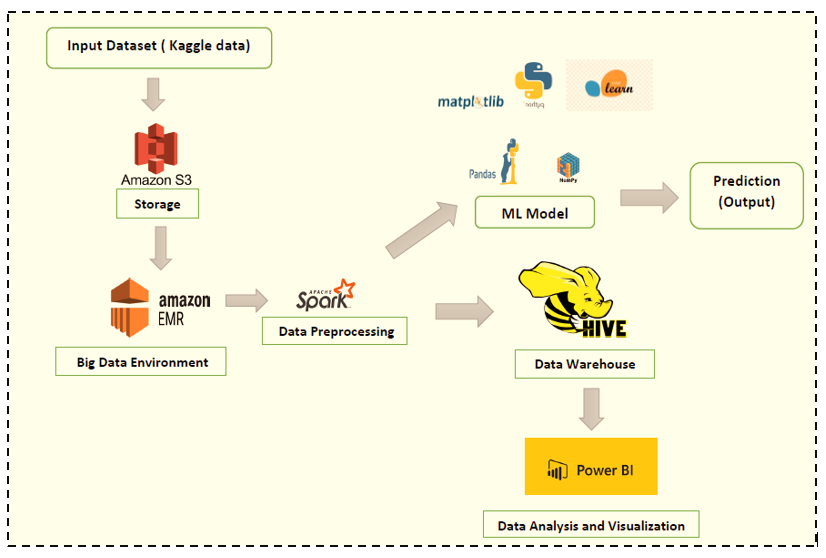 Input Dataset ( Kaggle data)
matplotlib
learn
Amazon S3
Storage
Pandas
NumPy
ML Model
Prediction
(Output)
amazon
EMR
APACHE
Spark
Data Preprocessing
Big Data Environment
HIVE
Data Warehouse
Power BI
Data Analysis and Visualization